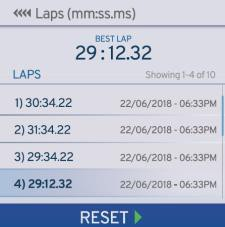 Laps (mm:ss.ms)
BEST LAP
29:12.32
LAPS Showing 1-4 of 10
1) 30:34.22 22/06/2018 - 06:33PM
2) 31:34.22 22/06/2018 - 06:33PM
3) 29:34.22 22/06/2018 - 06:33PM
4) 29:12.32 22/06/2018 - 06:33PM
RESET